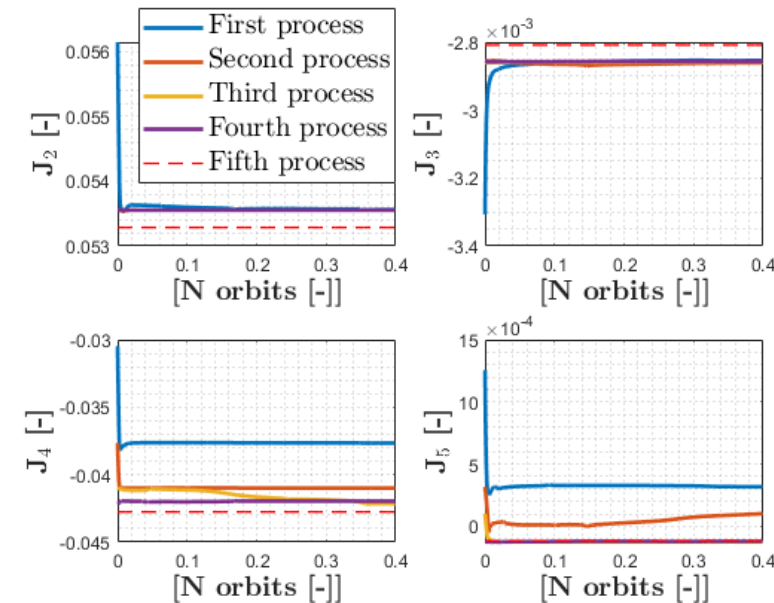 First process
Second process
Third process
Fourth process
Fifth process
0.056
0.055
0.054
0.053
J2 [-]
0 0.1 0.2 0.3 0.4
[N orbits [-]]
×10-3
-2.8
-3
-3.2
-3.4
J3 [-]
0 0.1 0.2 0.3 0.4
[N orbits [-]]
-0.03
-0.035
-0.04
-0.045
J4 [-]
0 0.1 0.2 0.3 0.4
[N orbits [-]]
×10-4
15
10
5
0
J5 [-]
0 0.1 0.2 0.3 0.4
[N orbits [-]]